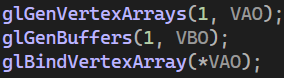 glGenVertexArrays(1, VAO);
glGenBuffers(1, VBO);
glBindVertexArray(*VAO);